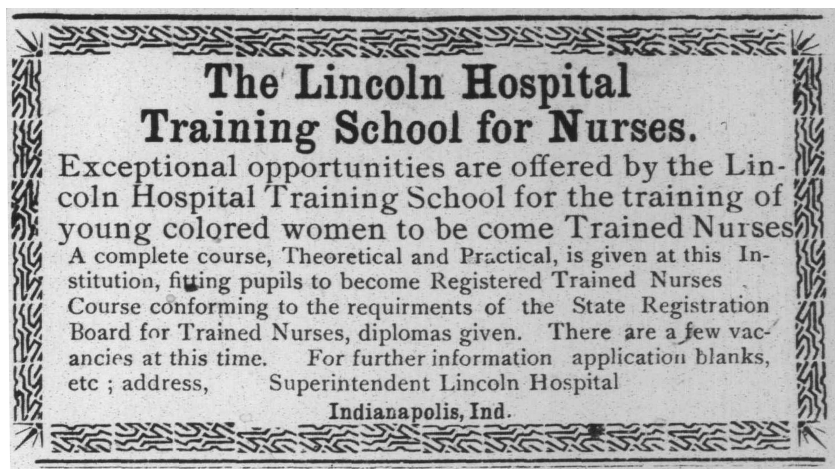 The Lincoln Hospital
Training School for Nurses.
Exceptional opportunities are offered by the Lin-
coln Hospital Training School for the training of
young colored women to be come Trained Nurses
A complete course, Theoretical and Practical, is given at this In-
stitution, fitting pupils to become Registered Trained Nurses
Course conforming to the requirments of the State Registration
Board for Trained Nurses, diplomas given. There are a few vac-
ancies at this time. For further information application blanks,
etc ; address, Superintendent Lincoln Hospital
Indianapolis, Ind.